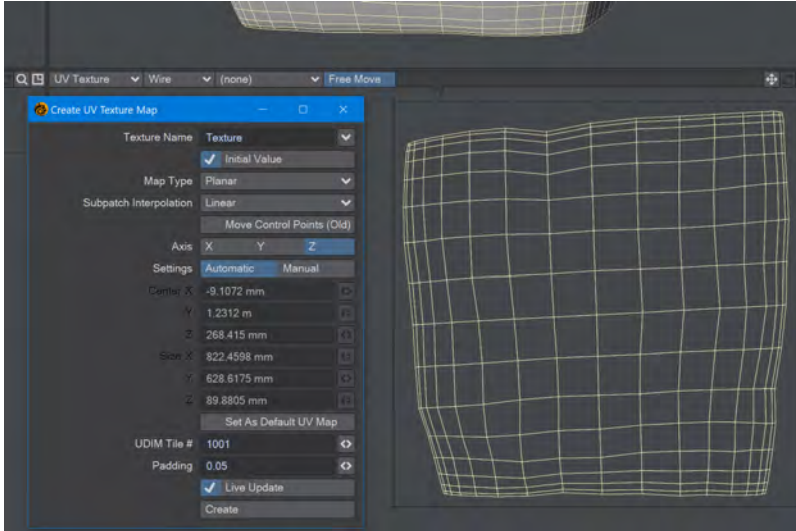 UV Texture Wire (none) Free Move
Create UV Texture Map
Texture Name Texture
Initial Value
Map Type Planar
Subpatch Interpolation Linear
Move Control Points (Old)
Axis X Y Z
Settings Automatic Manual
Center X -9.1072 mm
Y 1.2312 m
Z 268.415 mm
Size X 822.4598 mm
Y 628.6175 mm
Z 89.8805 mm
Set As Default UV Map
UDIM Tile # 1001
Padding 0.05
Live Update
Create